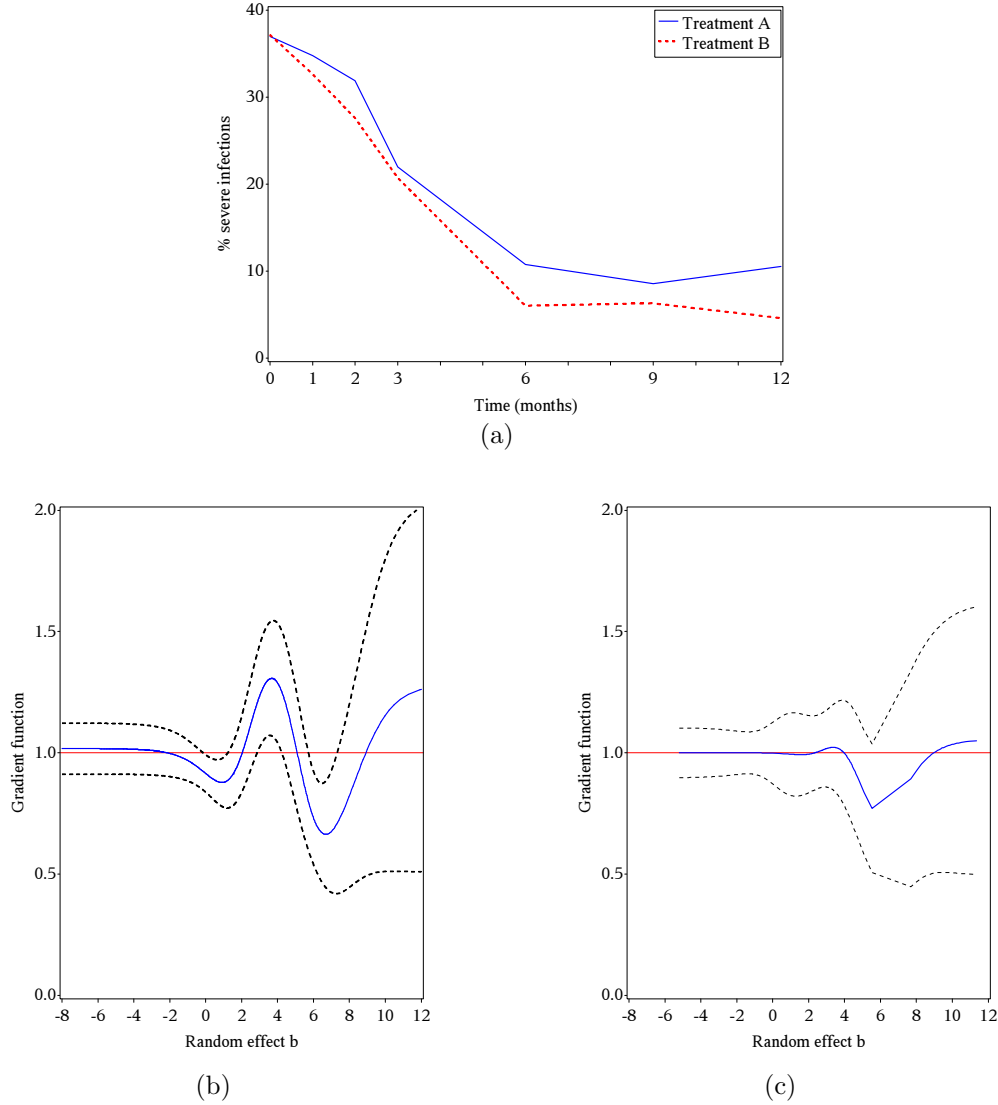 40
30
20
10
0
% severe infections
Treatment A
Treatment B
0 1 2 3 6 9 12
Time (months)
(a)
2.0
1.5
1.0
0.5
0.0
Gradient function
-8 -6 -4 -2 0 2 4 6 8 10 12
Random effect b
(b)
2.0
1.5
1.0
0.5
0.0
Gradient function
-8 -6 -4 -2 0 2 4 6 8 10 12
Random effect b
(c)